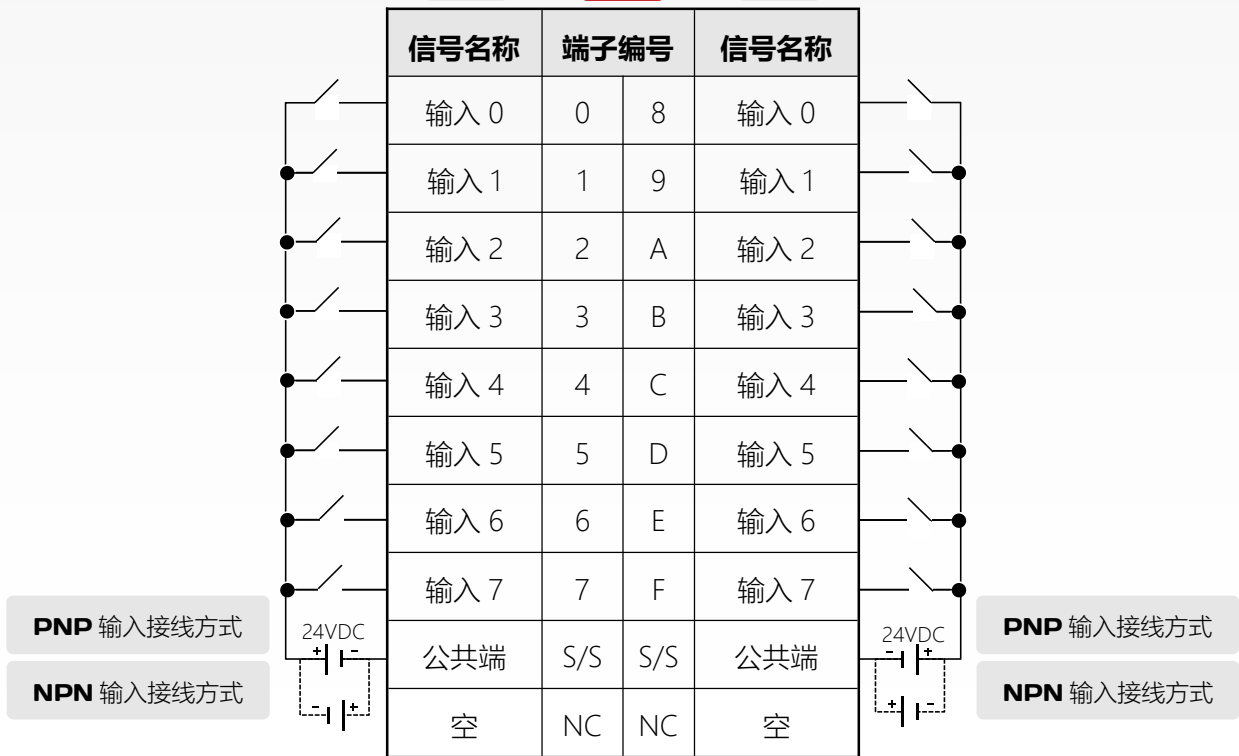 信号名称 端子编号 信号名称
输入 0 0 8 输入 0
输入 1 1 9 输入 1
输入 2 2 A 输入 2
输入 3 3 B 输入 3
输入 4 4 C 输入 4
输入 5 5 D 输入 5
输入 6 6 E 输入 6
输入 7 7 F 输入 7
PNP 输入接线方式 24VDC + - 公共端 S/S S/S 公共端 24VDC - + PNP 输入接线方式
NPN 输入接线方式 - + 空 NC NC 空 + - NPN 输入接线方式